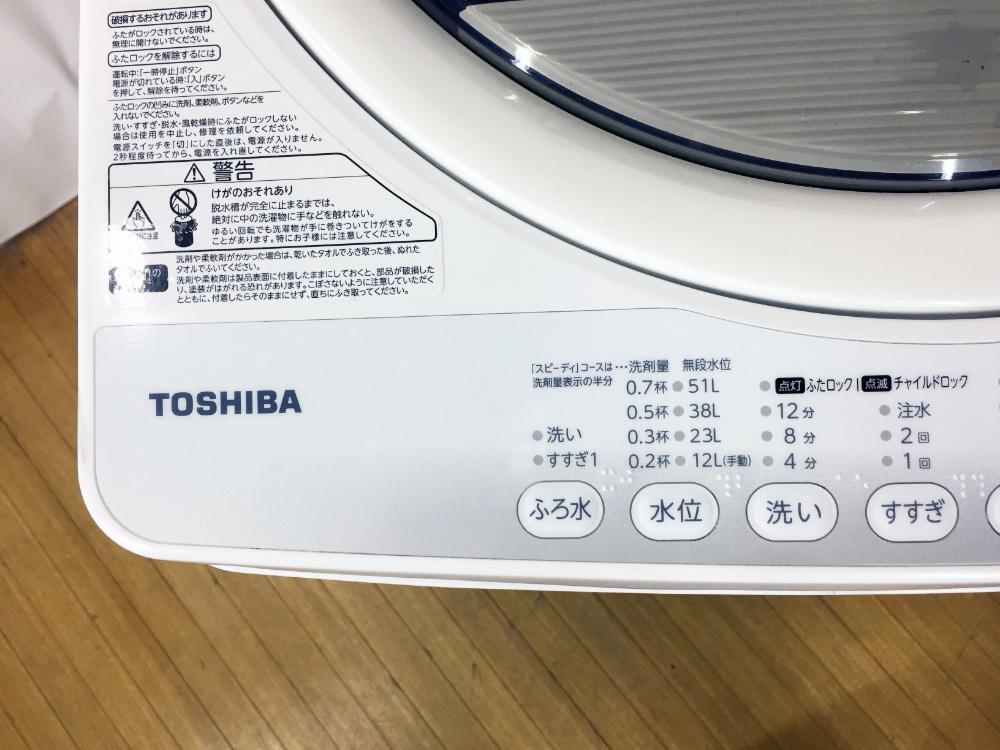 破損するおそれがあります
ふたがロックされている時は、
無理に開けないでください。
ふたロックを解除するには
運転中:「一時停止」ボタン
電源が切れている時:「入」ボタン
を押して、解除を待ってください。
ふたロックの凹みに洗剤、柔軟剤、ボタンなどを
入れないでください。
洗い・すすぎ・脱水・風乾燥時にふたがロックしない
場合は使用を中止し、修理を依頼してください。
電源スイッチを「切」にした直後は、電源が入りません。
2秒程度待ってから、電源を入れ直してください。
警告
けがのおそれあり
脱水槽が完全に止まるまでは、
絶対に中の洗濯物に手などを触れない。
ゆるい回転でも洗濯物が手に巻きついてけがをする
ことがあります。特にお子様には注意してください。
に注意
洗剤や柔軟剤がかかった場合は、乾いたタオルでふき取った後、ぬれた
タオルでふいてください。
洗剤や柔軟剤は製品表面に付着したままにしておくと、部品が破損した
り、塗装がはがれる恐れがあります。こぼさないように注意していただく
とともに、付着したらそのままにせず、直ちにふき取ってください。
の
TOSHIBA
「スピーディ」コースは…洗剤量 無段水位
洗剤量表示の半分
0.7杯 51L 点灯 ふたロック | 点滅 チャイルドロック
0.5杯 38L 12分 注水
洗い 0.3杯 23L 8分 2回
すすぎ1 0.2杯 12L(手動) 4分 1回
ふろ水 水位 洗い すすぎ